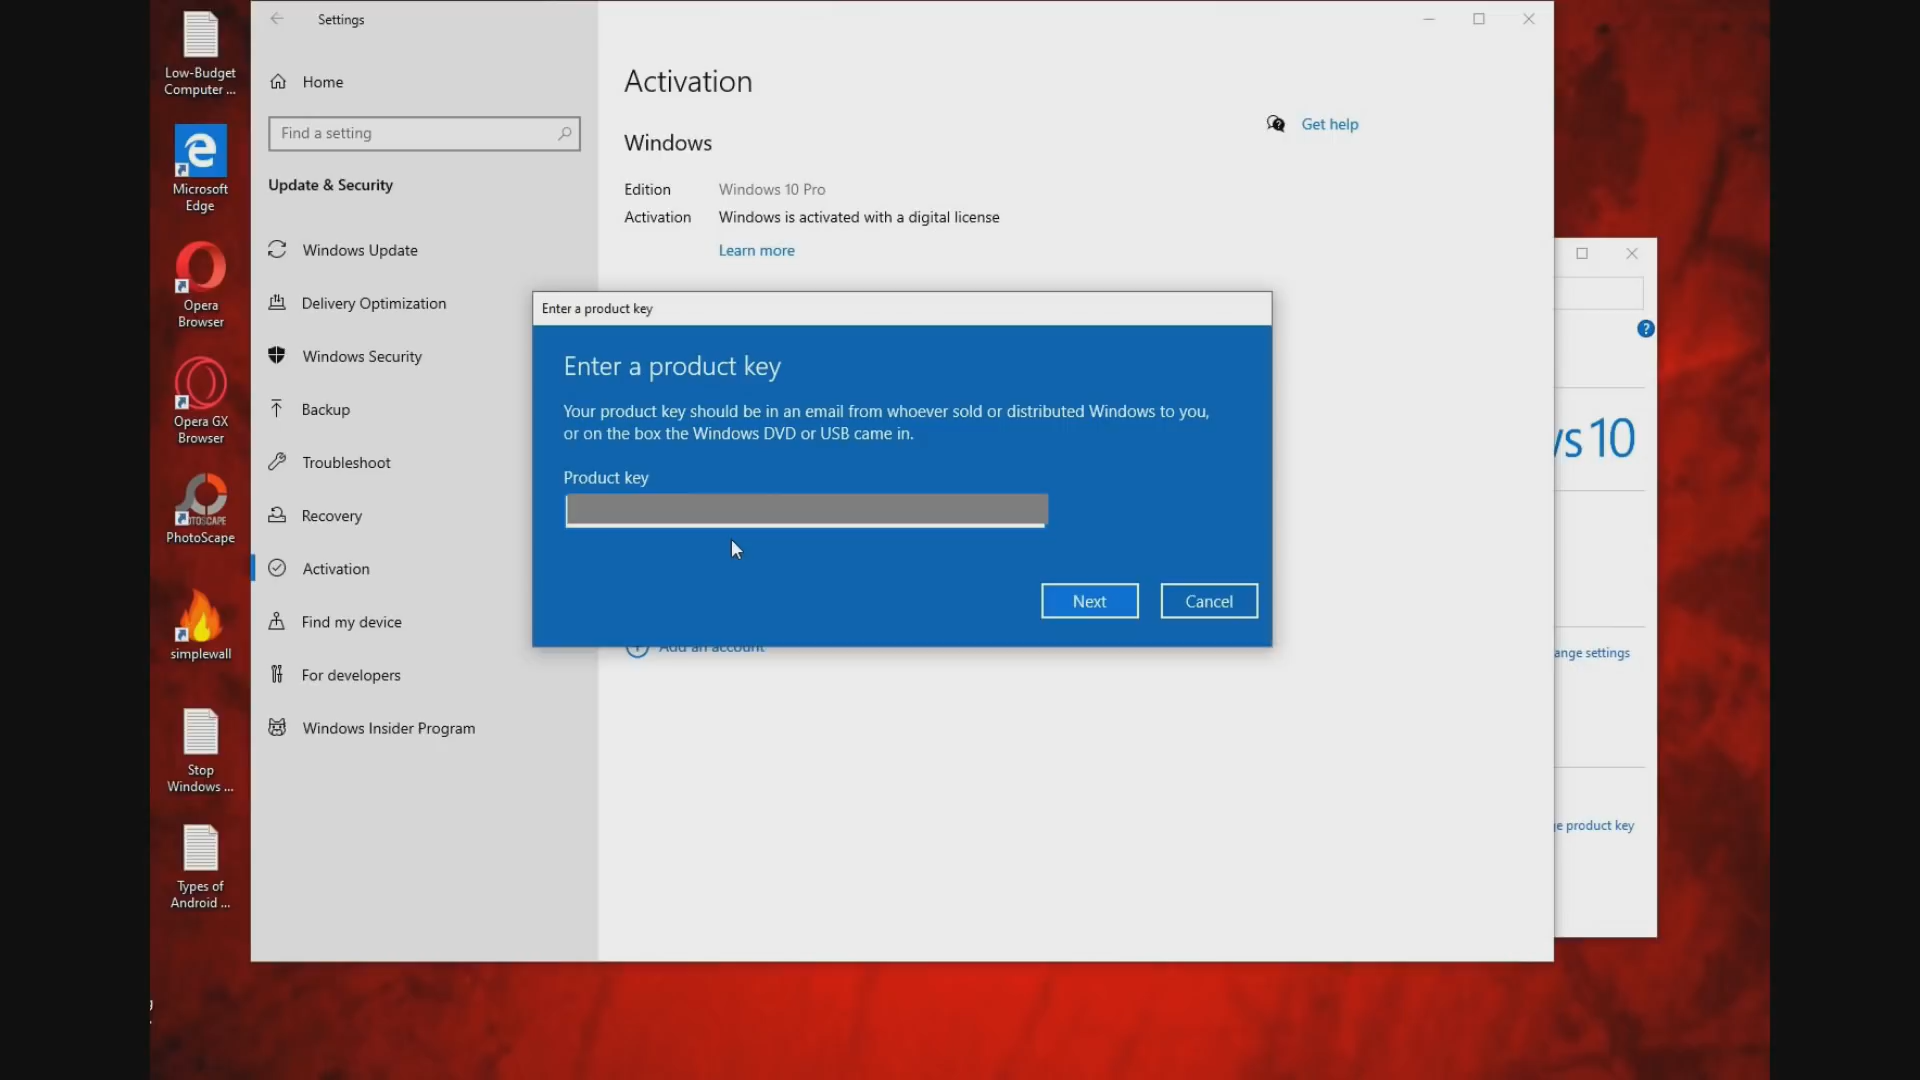 Low-Budget
Computer ...
Microsoft
Edge
Opera
Browser
Opera GX
Browser
PhotoScape
simplewall
Stop
Windows ...
Types of
Android ...
Settings
Home
Find a setting
Update & Security
Windows Update
Delivery Optimization
Windows Security
Backup
Troubleshoot
Recovery
Activation
Find my device
For developers
Windows Insider Program
Activation
Windows
Edition Windows 10 Pro
Activation Windows is activated with a digital license
Learn more
Get help
Enter a product key
Enter a product key
Your product key should be in an email from whoever sold or distributed Windows to you,
or on the box the Windows DVD or USB came in.
Product key
Next Cancel
Add an account
?
ws 10
ange settings
ge product key